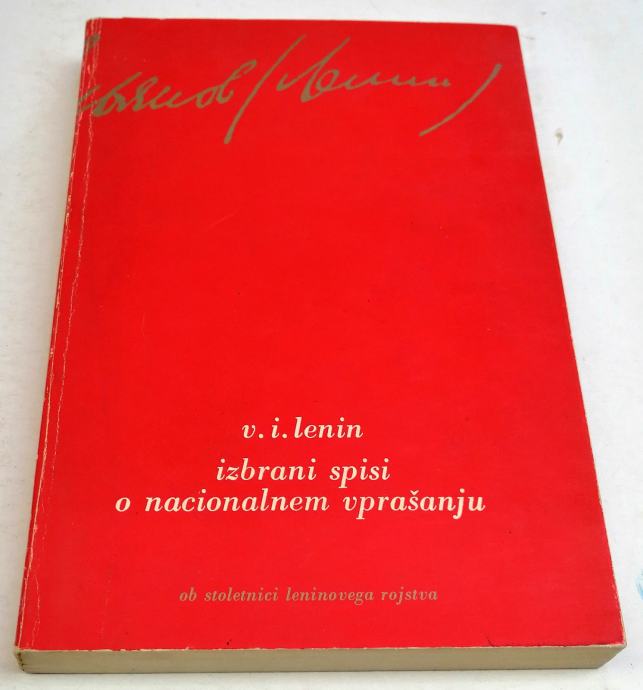 v. i. lenin
izbrani spisi
o nacionalnem vprašanju
ob stoletnici leninovega rojstva